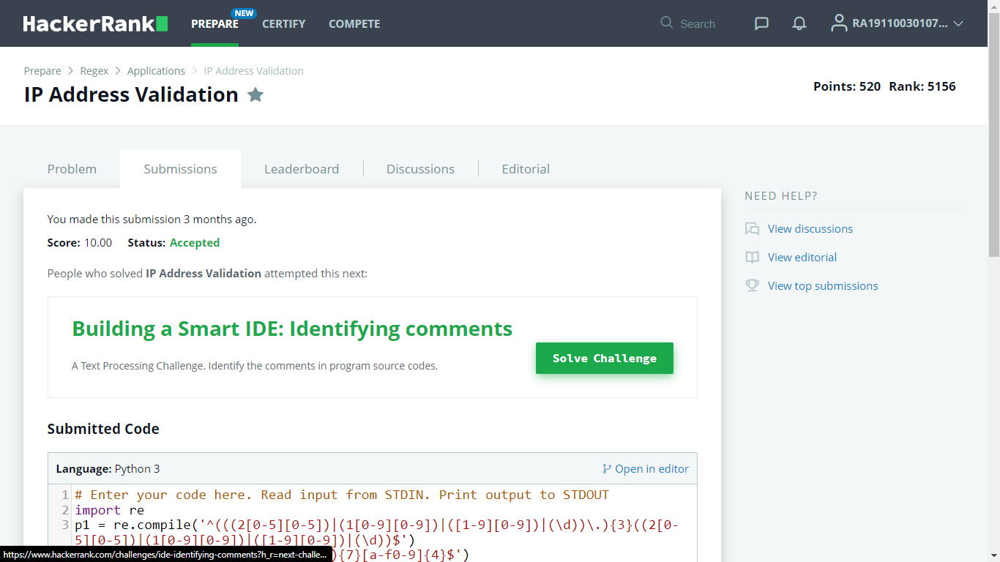 HackerRank
PREPARE NEW CERTIFY COMPETE Search RA19110030107...
Prepare > Regex > Applications > IP Address Validation
IP Address Validation
Points: 520 Rank: 5156
Problem Submissions Leaderboard Discussions Editorial
You made this submission 3 months ago.
Score: 10.00 Status: Accepted
People who solved IP Address Validation attempted this next:
Building a Smart IDE: Identifying comments
A Text Processing Challenge. Identify the comments in program source codes.
Solve Challenge
Submitted Code
Language: Python 3 Open in editor
1 # Enter your code here. Read input from STDIN. Print output to STDOUT
2 import re
3 p1 = re.compile('^(((2[0-5][0-5])|(1[0-9][0-9])|([1-9][0-9])|(\d))\.){3}((2[0-
5][0-5])|(1[0-9][0-9])|([1-9][0-9])|(\d))$')
){7}[a-f0-9]{4}$')
https://www.hackerrank.com/challenges/ide-identifying-comments?h_r=next-challe...
NEED HELP?
View discussions
View editorial
View top submissions